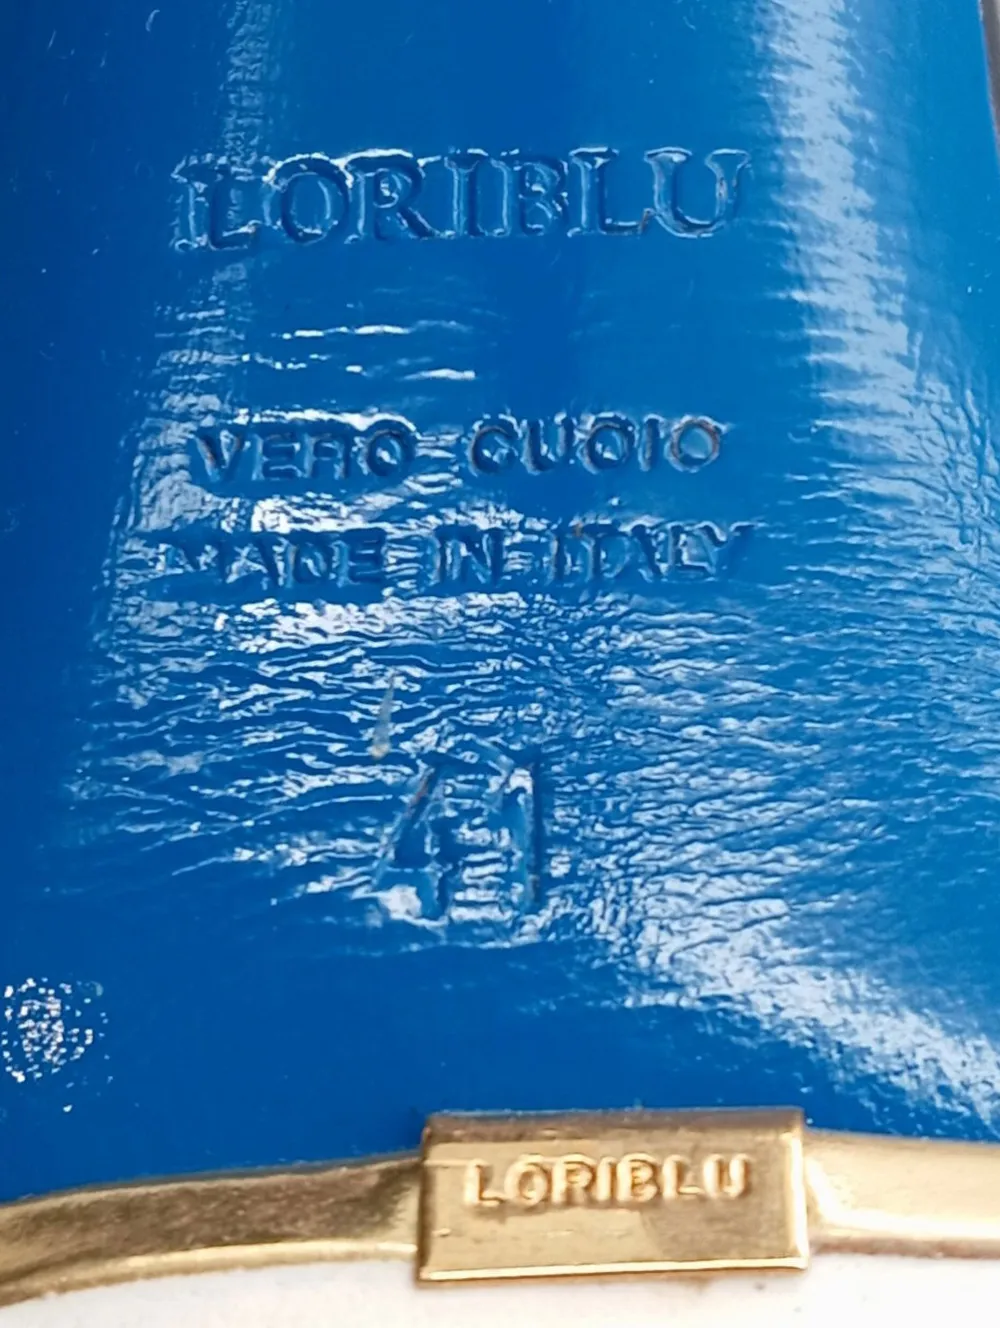 LORIBLU
VERO CUOIO
MADE IN ITALY
41
LORIBLU